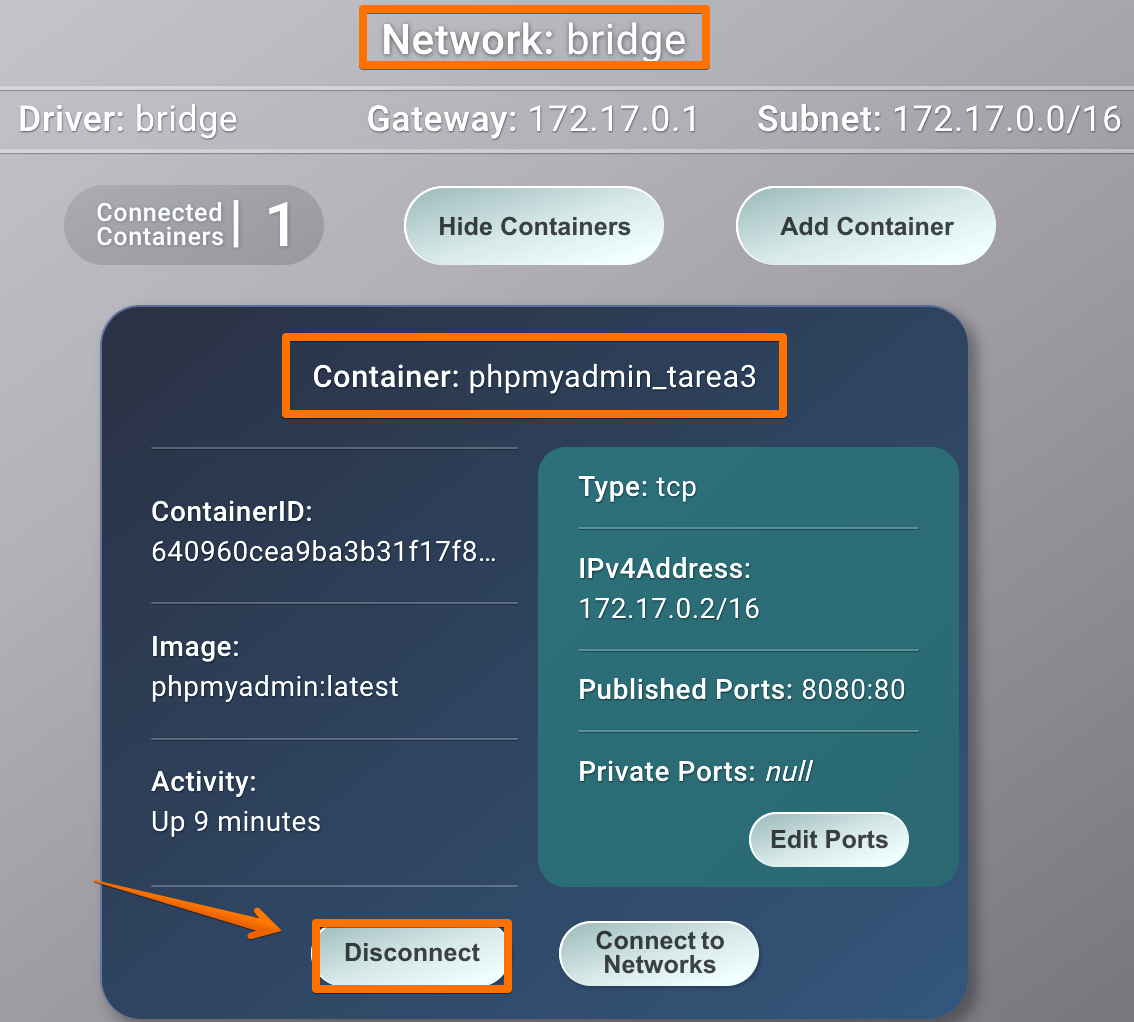 Network: bridge
Driver: bridge
Gateway: 172.17.0.1
Subnet: 172.17.0.0/16
Connected
Containers
1
Hide Containers
Add Container
Container: phpmyadmin_tarea3
ContainerID:
640960cea9ba3b31f17f8...
Image:
phpmyadmin:latest
Activity:
Up 9 minutes
Type: tcp
IPv4Address:
172.17.0.2/16
Published Ports: 8080:80
Private Ports: null
Edit Ports
Disconnect
Connect to
Networks